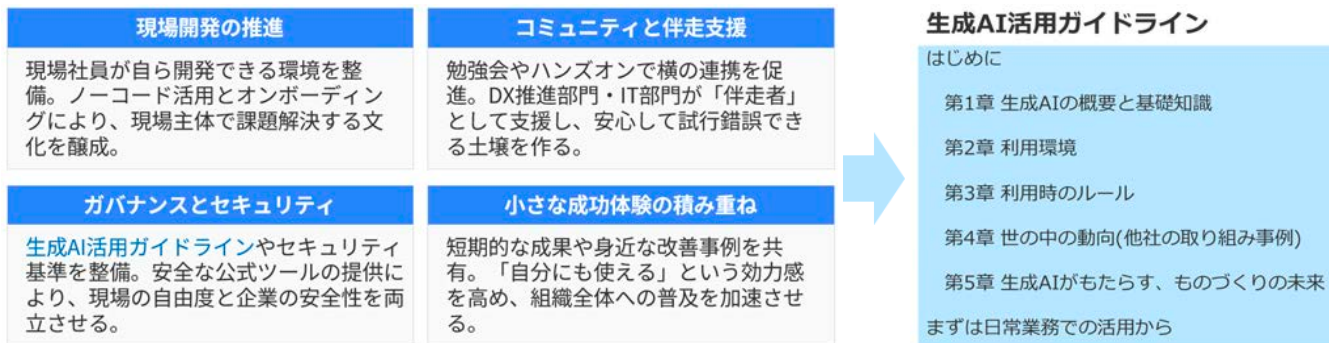 現場開発の推進
現場社員が自ら開発できる環境を整
備。ノーコード活用とオンボーディン
グにより、現場主体で課題解決する文
化を醸成。
コミュニティと伴走支援
勉強会やハンズオンで横の連携を促
進。DX推進部門・IT部門が「伴走者」
として支援し、安心して試行錯誤でき
る土壌を作る。
ガバナンスとセキュリティ
生成AI活用ガイドラインやセキュリティ
基準を整備。安全な公式ツールの提供に
より、現場の自由度と企業の安全性を両
立させる。
小さな成功体験の積み重ね
短期的な成果や身近な改善事例を共
有。「自分にも使える」という効力感
を高め、組織全体への普及を加速させ
る。
生成AI活用ガイドライン
はじめに
第1章 生成AIの概要と基礎知識
第2章 利用環境
第3章 利用時のルール
第4章 世の中の動向(他社の取り組み事例)
第5章 生成AIがもたらす、ものづくりの未来
まずは日常業務での活用から